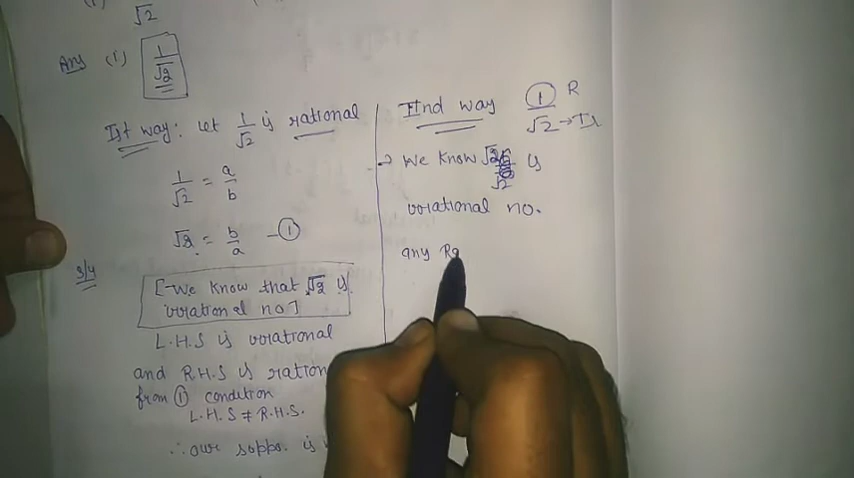 √2
Ans (i) 1/√2
Ist way: let 1/√2 is rational
1/√2 = a/b
√2 = b/a — ①
[We know that √2 is
irrational no]
L.H.S is irrational
and R.H.S is ration
from ① condition
L.H.S ≠ R.H.S.
∴ our suppo. is
IInd way
① R
√2 → Ir
→ We know √2 is
√2
irrational no.
any Ra